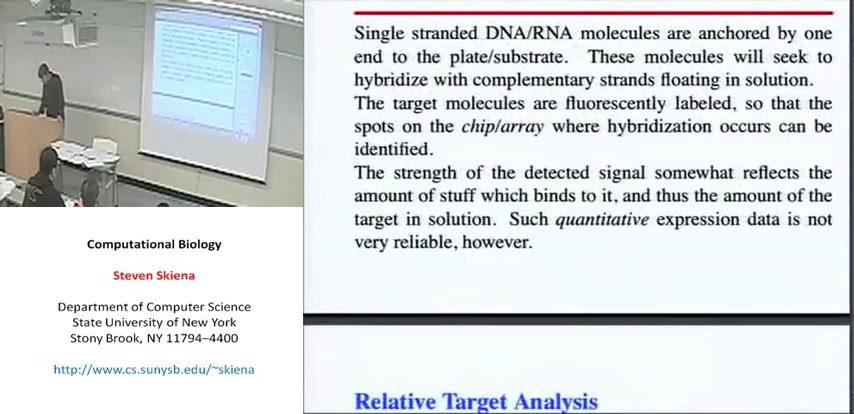 Computational Biology
Steven Skiena
Department of Computer Science
State University of New York
Stony Brook, NY 11794–4400
http://www.cs.sunysb.edu/~skiena
Single stranded DNA/RNA molecules are anchored by one
end to the plate/substrate. These molecules will seek to
hybridize with complementary strands floating in solution.
The target molecules are fluorescently labeled, so that the
spots on the chip/array where hybridization occurs can be
identified.
The strength of the detected signal somewhat reflects the
amount of stuff which binds to it, and thus the amount of the
target in solution. Such quantitative expression data is not
very reliable, however.
Relative Target Analysis